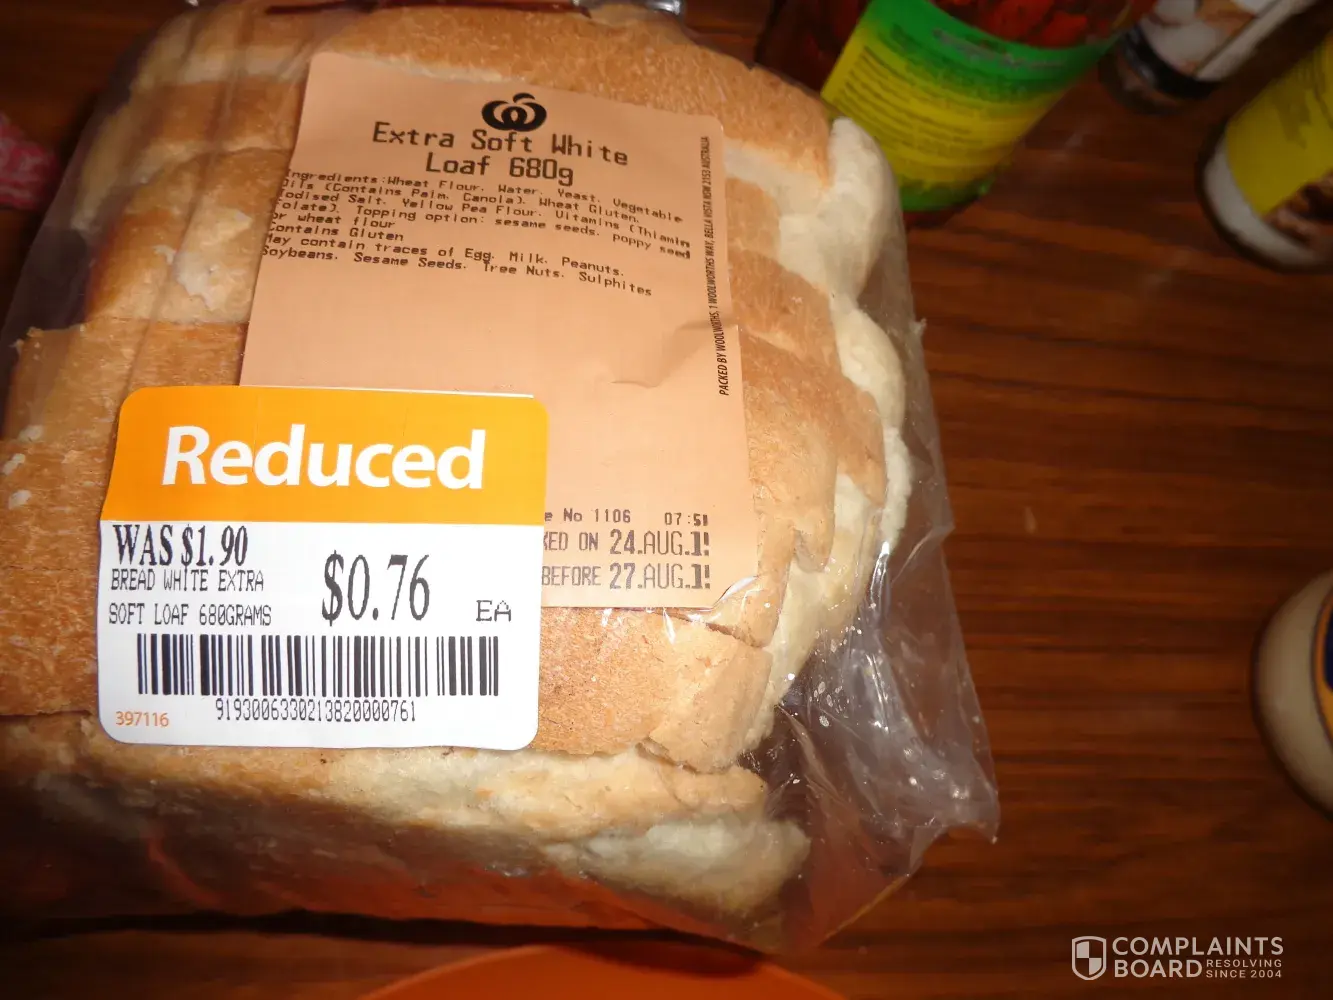 Extra Soft White
Loaf 680g
Ingredients:Wheat Flour, Water, Yeast, Vegetable
Oils (Contains Palm, Canola), Wheat Gluten,
Iodised Salt, Yellow Pea Flour, Vitamins (Thiamin
Folate), Topping option: sesame seeds, poppy seed
or wheat flour
Contains Gluten
May contain traces of Egg, Milk, Peanuts,
Soybeans, Sesame Seeds, Tree Nuts, Sulphites
PACKED BY WOOLWORTHS, 1 WOOLWORTHS WAY, BELLA VISTA NSW 2153 AUSTRALIA
Reduced
WAS $1.90
BREAD WHITE EXTRA
SOFT LOAF 680GRAMS
$0.76
EA
9193006330213820000761
397116
No 1106 07:51
ON 24.AUG.
BEFORE 27.AUG.
COMPLAINTS
BOARD RESOLVING
SINCE 2004